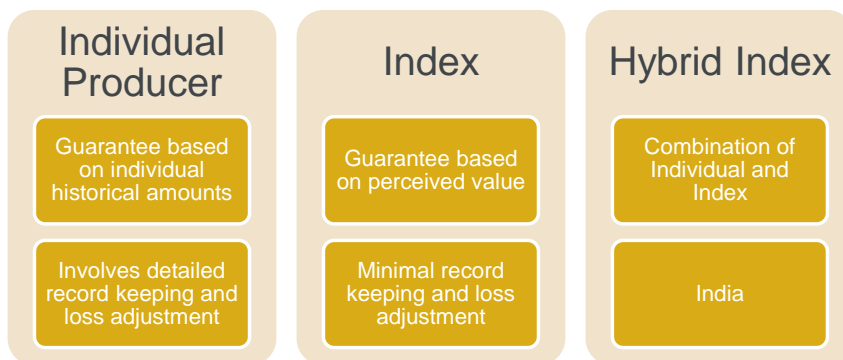 Individual
Producer
Guarantee based
on individual
historical amounts
Involves detailed
record keeping and
loss adjustment
Index
Guarantee based
on perceived value
Minimal record
keeping and loss
adjustment
Hybrid Index
Combination of
Individual and
Index
India